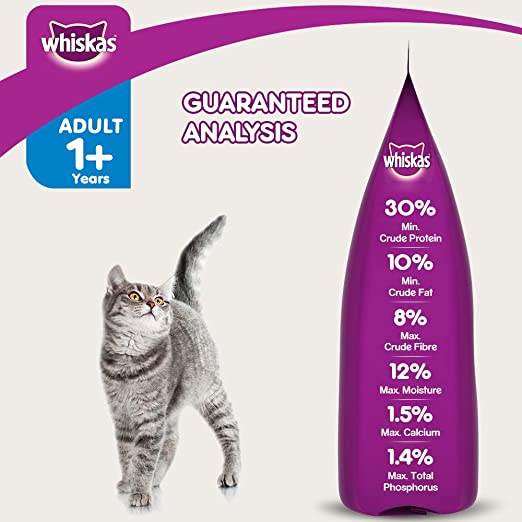 whiskas
ADULT
1+
Years
GUARANTEED
ANALYSIS
whiskas
30%
Min.
Crude Protein
10%
Min.
Crude Fat
8%
Max.
Crude Fibre
12%
Max. Moisture
1.5%
Max. Calcium
1.4%
Max. Total
Phosphorus